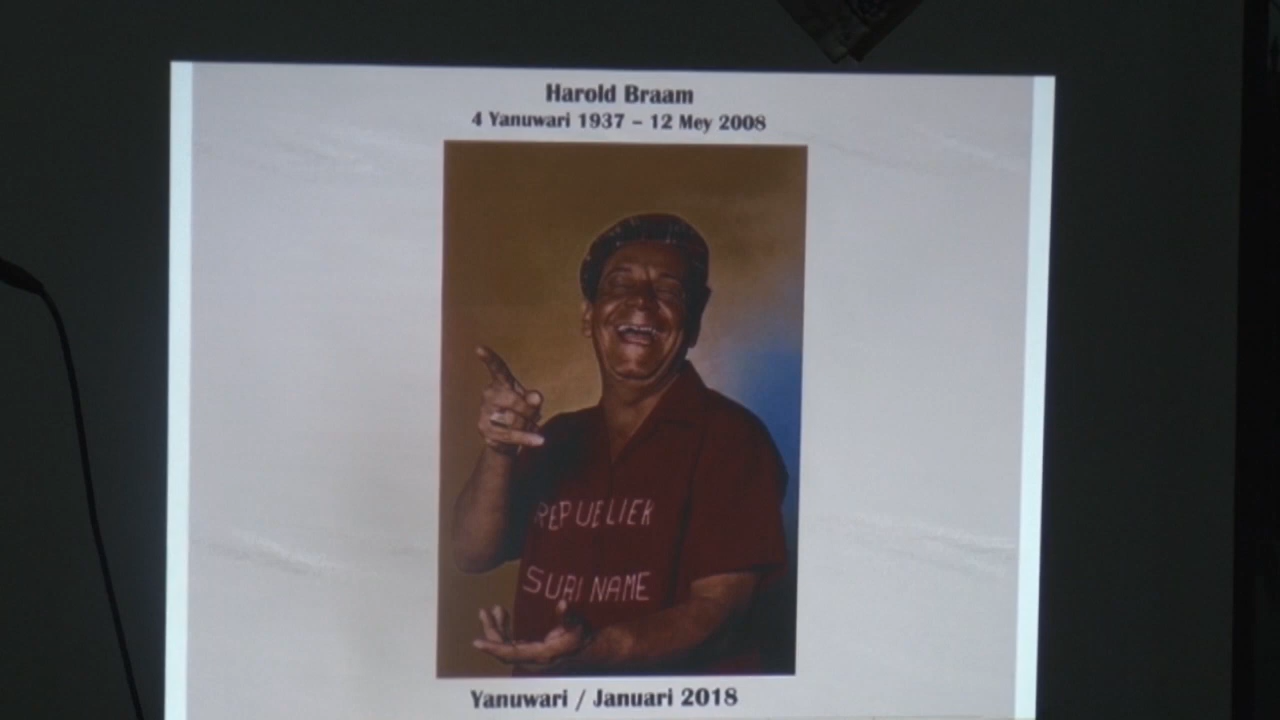 Harold Braam
4 Yanuwari 1937 – 12 Mey 2008
REPUBLIEK
SURINAME
Yanuwari / Januari 2018